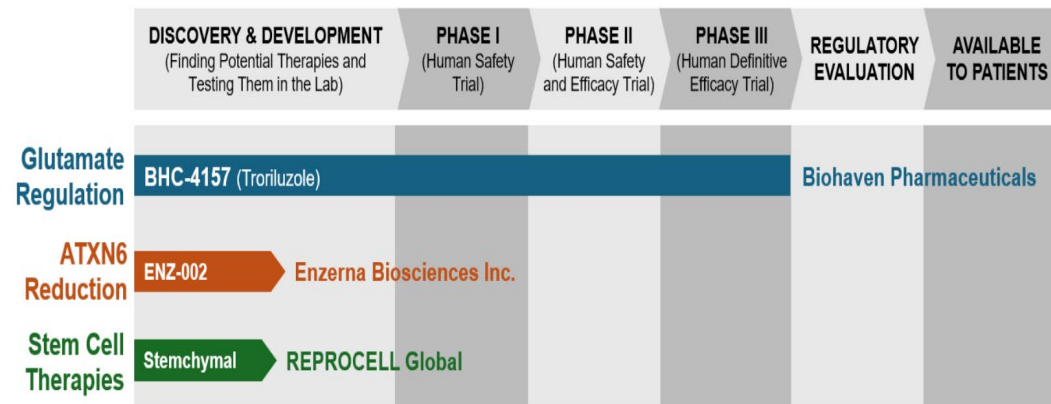 DISCOVERY & DEVELOPMENT
(Finding Potential Therapies and
Testing Them in the Lab)
PHASE I
(Human Safety
Trial)
PHASE II
(Human Safety
and Efficacy Trial)
PHASE III
(Human Definitive
Efficacy Trial)
REGULATORY
EVALUATION
AVAILABLE
TO PATIENTS
Glutamate
Regulation
BHC-4157 (Troriluzole)
Biohaven Pharmaceuticals
ATXN6
Reduction
ENZ-002
Enzerna Biosciences Inc.
Stem Cell
Therapies
Stemchymal
REPROCELL Global